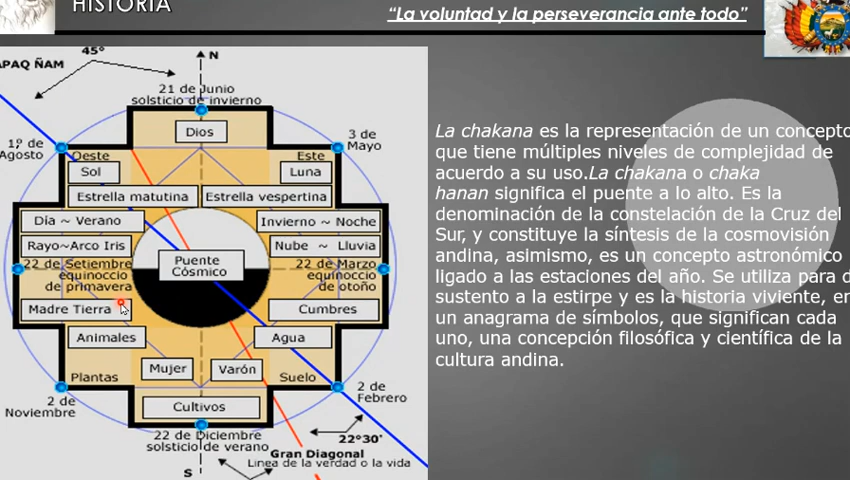 HISTORIA
"La voluntad y la perseverancia ante todo"
45°
APAQ ÑAM
N
21 de Junio
solsticio de invierno
Dios
1º de
Agosto
3 de
Mayo
Oeste
Este
Sol
Luna
Estrella matutina
Estrella vespertina
Día ~ Verano
Invierno ~ Noche
Rayo~Arco Iris
Nube ~ Lluvia
Puente
Cósmico
22 de Setiembre
equinoccio
de primavera
22 de Marzo
equinoccio
de otoño
Madre Tierra
Cumbres
Animales
Agua
Mujer
Varón
Plantas
Suelo
2 de
Noviembre
2 de
Febrero
Cultivos
22 de Diciembre
solsticio de verano
22°30'
Gran Diagonal
Linea de la verdad o la vida
S
La chakana es la representación de un concepto
que tiene múltiples niveles de complejidad de
acuerdo a su uso.La chakana o chaka
hanan significa el puente a lo alto. Es la
denominación de la constelación de la Cruz del
Sur, y constituye la síntesis de la cosmovisión
andina, asimismo, es un concepto astronómico
ligado a las estaciones del año. Se utiliza para d
sustento a la estirpe y es la historia viviente, en
un anagrama de símbolos, que significan cada
uno, una concepción filosófica y científica de la
cultura andina.